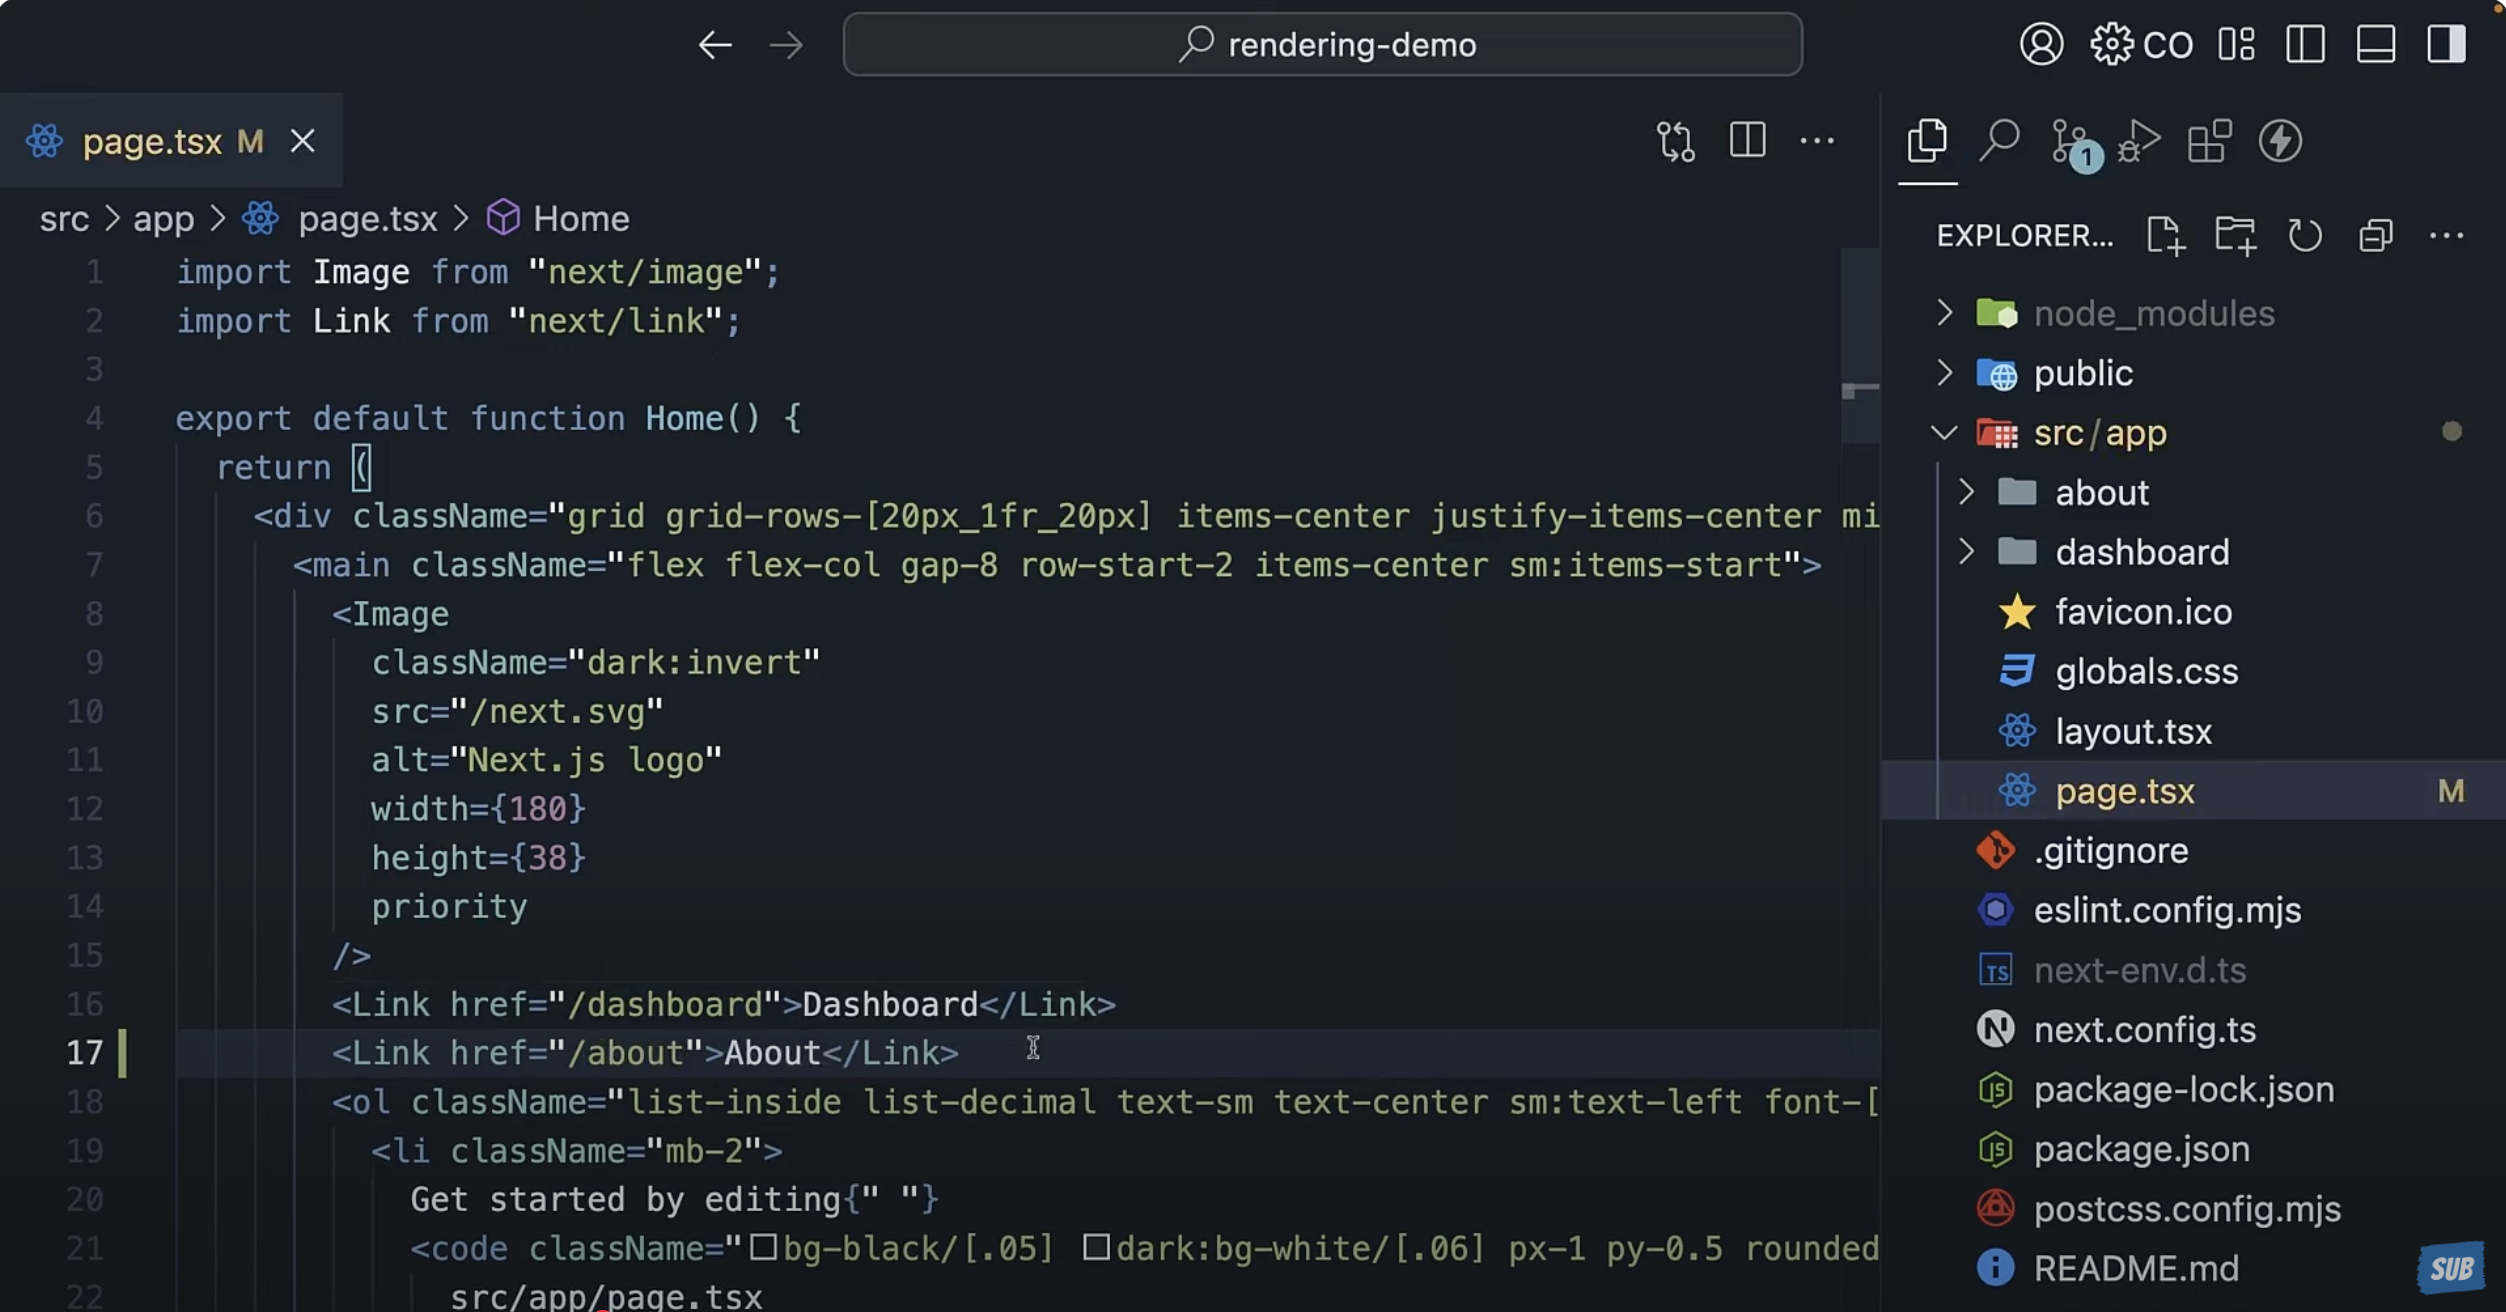 rendering-demo
CO
page.tsx M
1
src > app > page.tsx > Home
EXPLORER...
1 import Image from "next/image";
2 import Link from "next/link";
3
4 export default function Home() {
5 return (
6 <div className="grid grid-rows-[20px_1fr_20px] items-center justify-items-center mi
7 <main className="flex flex-col gap-8 row-start-2 items-center sm:items-start">
8 <Image
9 className="dark:invert"
10 src="/next.svg"
11 alt="Next.js logo"
12 width={180}
13 height={38}
14 priority
15 />
16 <Link href="/dashboard">Dashboard</Link>
17 <Link href="/about">About</Link>
18 <ol className="list-inside list-decimal text-sm text-center sm:text-left font-[
19 <li className="mb-2">
20 Get started by editing{" "}
21 <code className="bg-black/[.05] dark:bg-white/[.06] px-1 py-0.5 rounded
22 src/app/page.tsx
node_modules
public
src/app
about
dashboard
favicon.ico
globals.css
layout.tsx
page.tsx M
.gitignore
eslint.config.mjs
TS next-env.d.ts
next.config.ts
package-lock.json
package.json
postcss.config.mjs
README.md
SUB